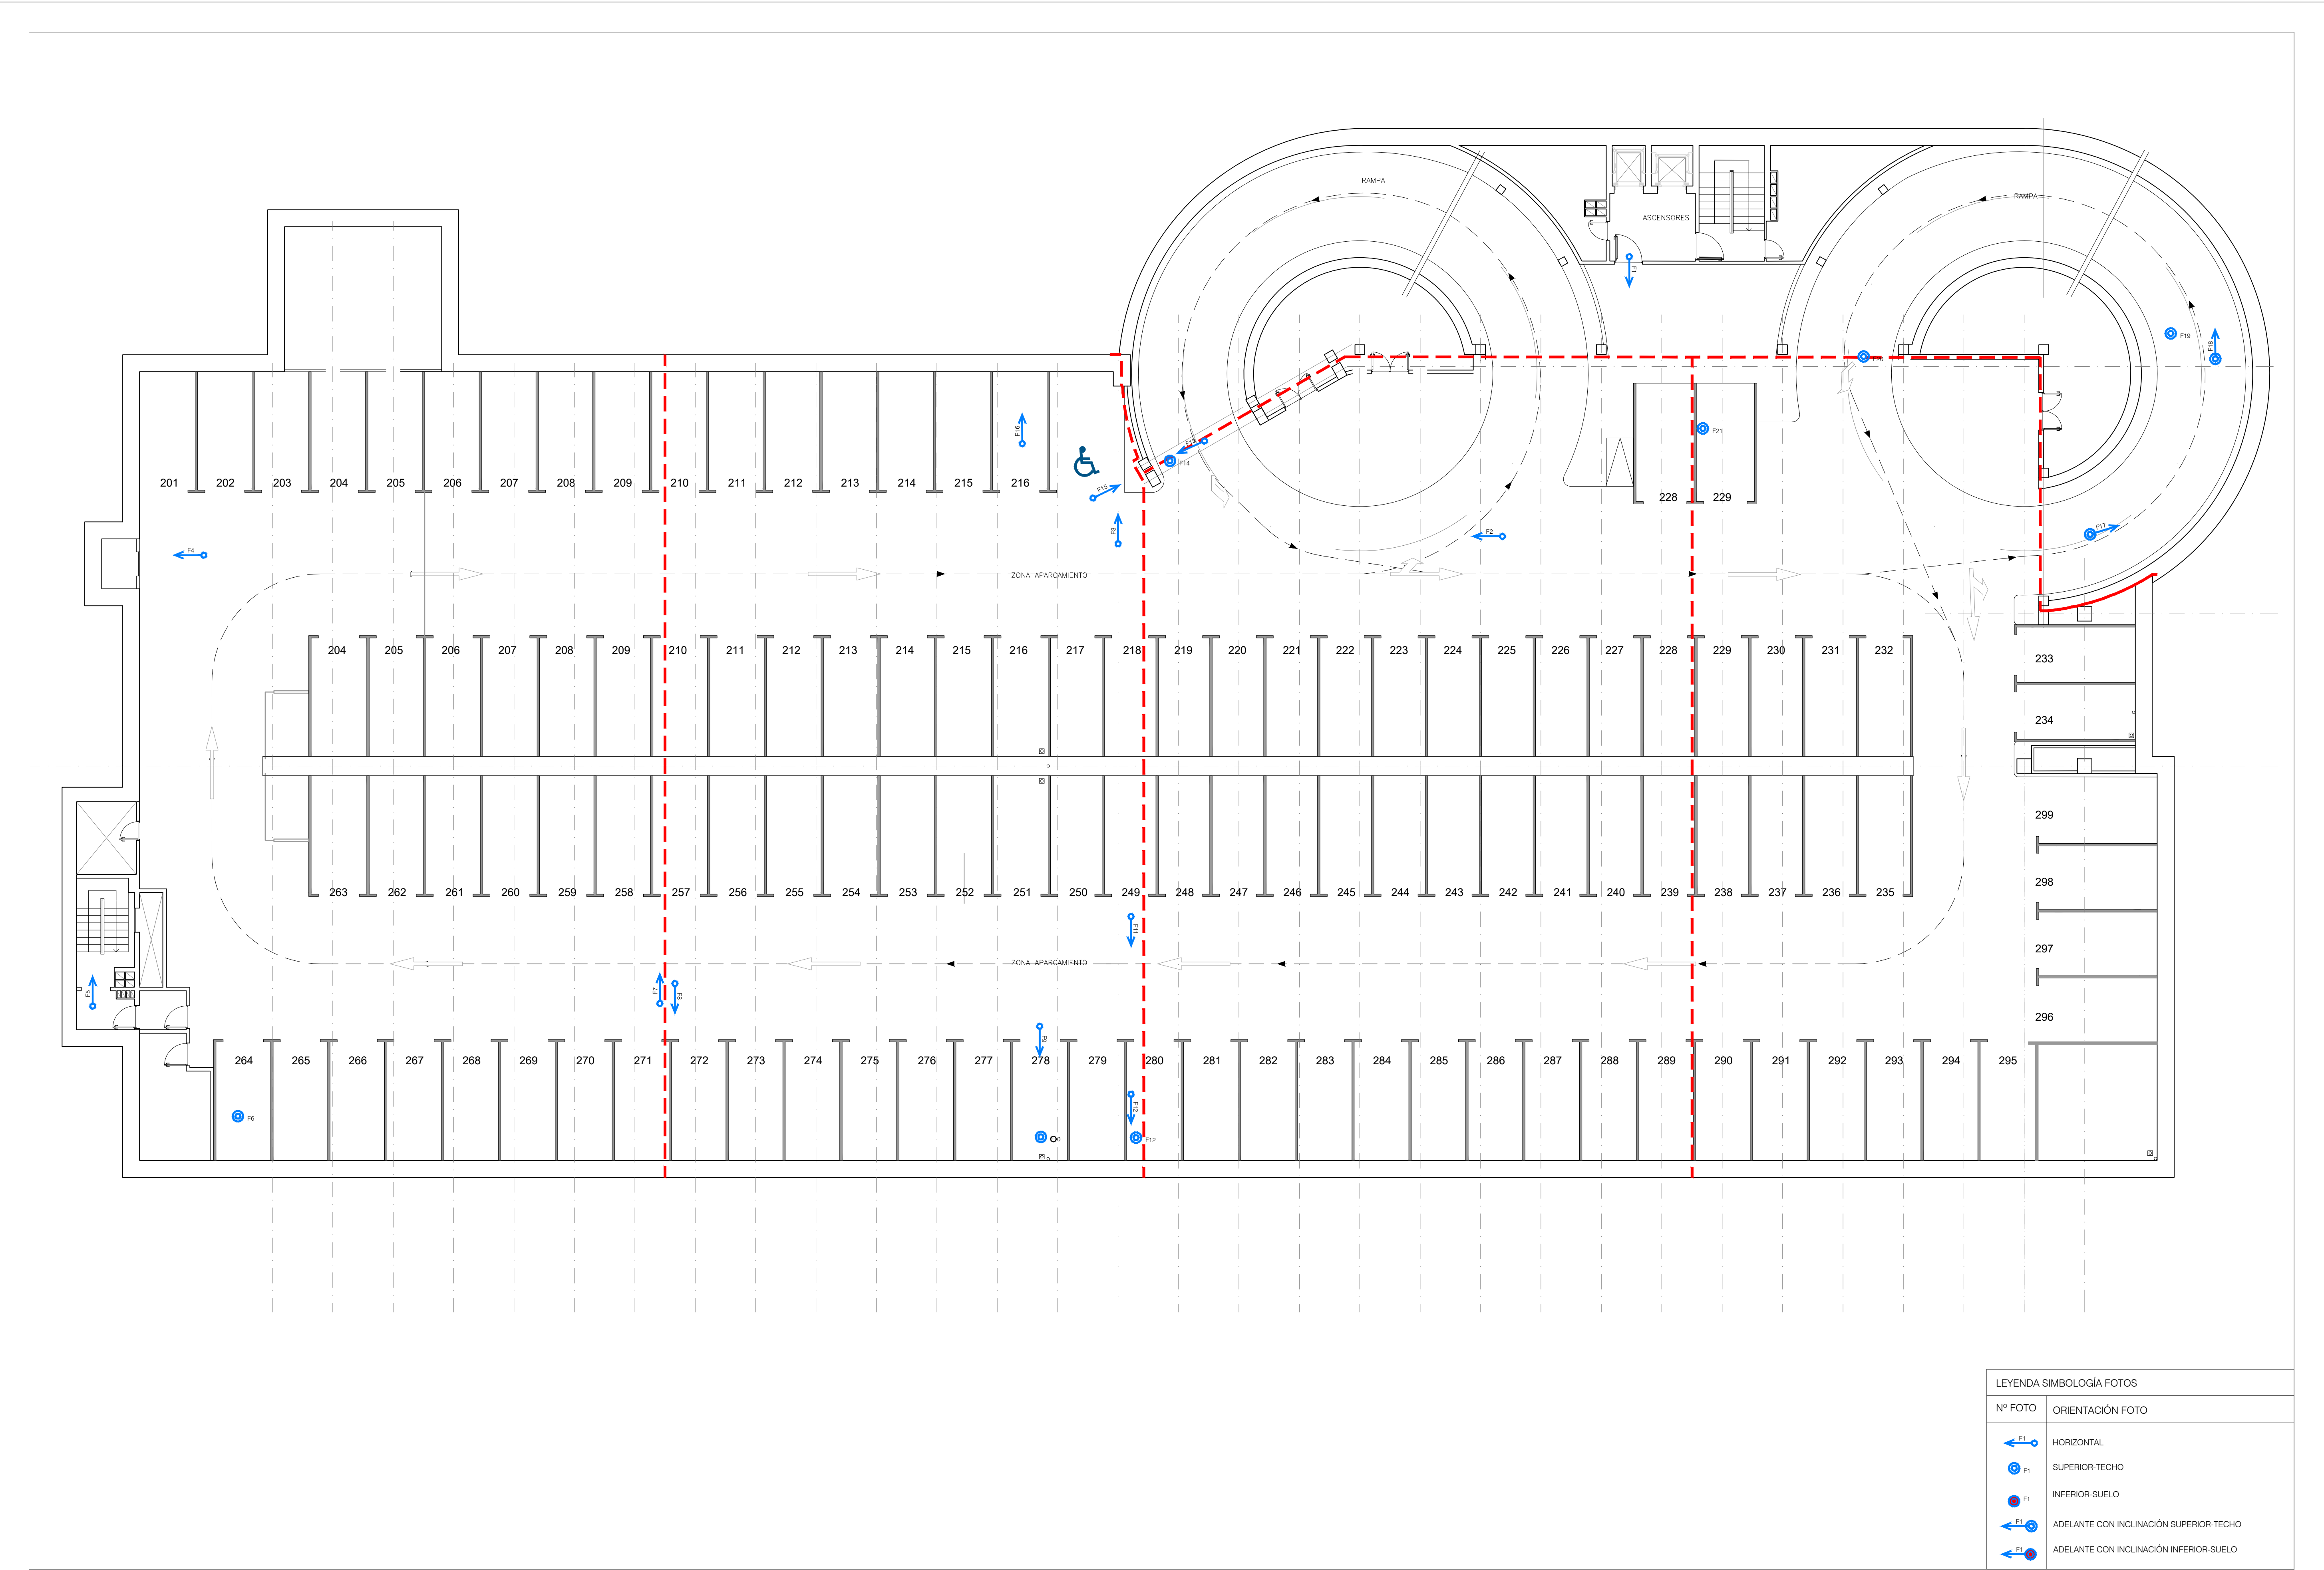 RAMPA
RAMPA
ASCENSORES
F1
F19
F18
F20
F16
F13
F14
F21
201 202 203 204 205 206 207 208 209 210 211 212 213 214 215 216
F15
228 229
F3
F2
F17
F4
ZONA APARCAMIENTO
204 205 206 207 208 209 210 211 212 213 214 215 216 217 218 219 220 221 222 223 224 225 226 227 228 229 230 231 232
233
234
299
298
263 262 261 260 259 258 257 256 255 254 253 252 251 250 249 248 247 246 245 244 243 242 241 240 239 238 237 236 235
F11
297
ZONA APARCAMIENTO
F5
F7
F8
296
F9
264 265 266 267 268 269 270 271 272 273 274 275 276 277 278 279 280 281 282 283 284 285 286 287 288 289 290 291 292 293 294 295
F6
F12
F12
LEYENDA SIMBOLOGÍA FOTOS
Nº FOTO ORIENTACIÓN FOTO
F1 HORIZONTAL
F1 SUPERIOR-TECHO
F1 INFERIOR-SUELO
F1 ADELANTE CON INCLINACIÓN SUPERIOR-TECHO
F1 ADELANTE CON INCLINACIÓN INFERIOR-SUELO